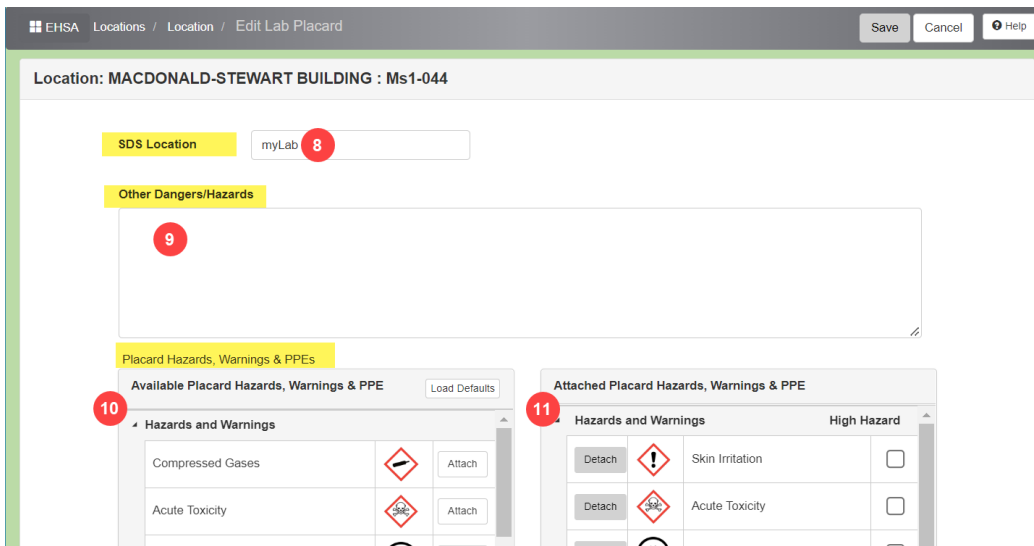 EHSA Locations / Location / Edit Lab Placard Save Cancel Help
Location: MACDONALD-STEWART BUILDING : Ms1-044
SDS Location myLab 8
Other Dangers/Hazards
9
Placard Hazards, Warnings & PPEs
Available Placard Hazards, Warnings & PPE Load Defaults
10
Hazards and Warnings
Compressed Gases Attach
Acute Toxicity Attach
Attached Placard Hazards, Warnings & PPE
11
Hazards and Warnings High Hazard
Detach Skin Irritation
Detach Acute Toxicity